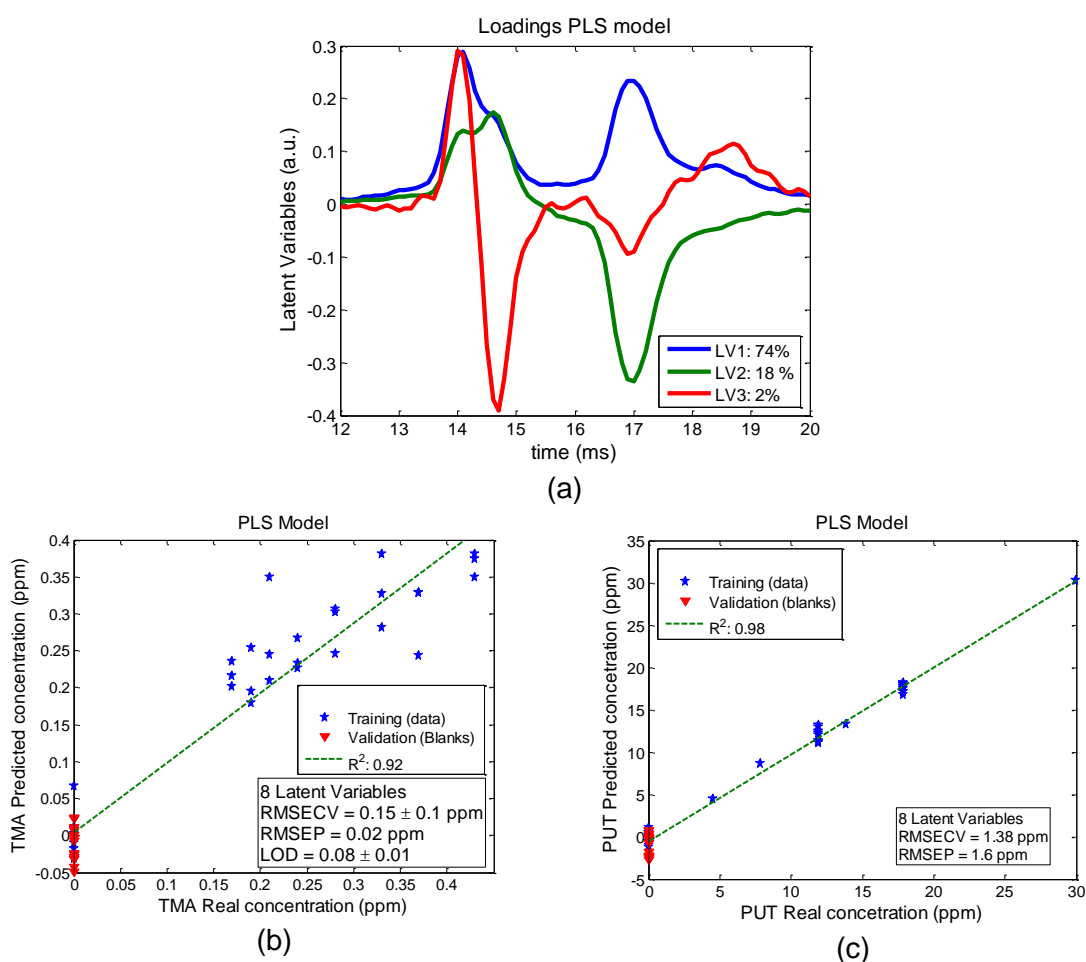 Loadings PLS model
0.3
0.2
0.1
0
-0.1
-0.2
-0.3
-0.4
Latent Variables (a.u.)
LV1: 74%
LV2: 18 %
LV3: 2%
12 13 14 15 16 17 18 19 20
time (ms)
(a)
PLS Model
0.4
0.35
0.3
0.25
0.2
0.15
0.1
0.05
0
-0.05
TMA Predicted concentration (ppm)
Training (data)
Validation (Blanks)
R²: 0.92
8 Latent Variables
RMSECV = 0.15 ± 0.1 ppm
RMSEP = 0.02 ppm
LOD = 0.08 ± 0.01
0 0.05 0.1 0.15 0.2 0.25 0.3 0.35 0.4
TMA Real concentration (ppm)
(b)
PLS Model
35
30
25
20
15
10
5
0
-5
PUT Predicted concetration (ppm)
Training (data)
Validation (blanks)
R²: 0.98
8 Latent Variables
RMSECV = 1.38 ppm
RMSEP = 1.6 ppm
0 5 10 15 20 25 30
PUT Real concetration (ppm)
(c)